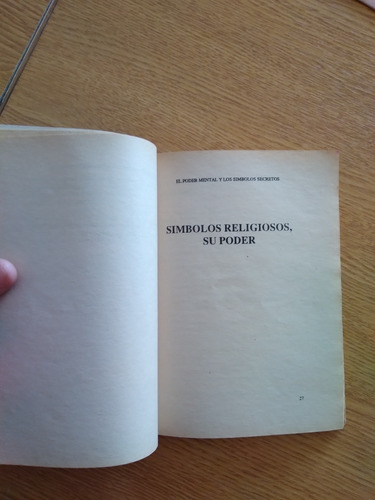 EL PODER MENTAL Y LOS SIMBOLOS SECRETOS
SIMBOLOS RELIGIOSOS,
SU PODER
27